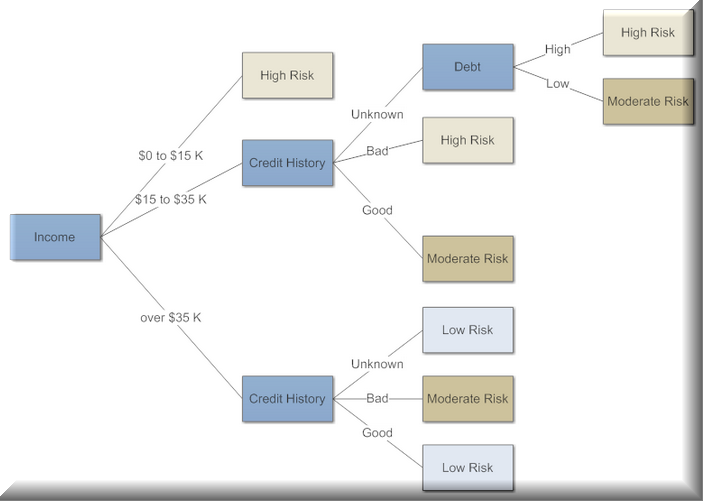 High Risk
High
Debt
Low
High Risk
Moderate Risk
Unknown
$0 to $15 K
Credit History
Bad
High Risk
$15 to $35 K
Good
Income
Moderate Risk
over $35 K
Low Risk
Unknown
Credit History
Bad
Moderate Risk
Good
Low Risk